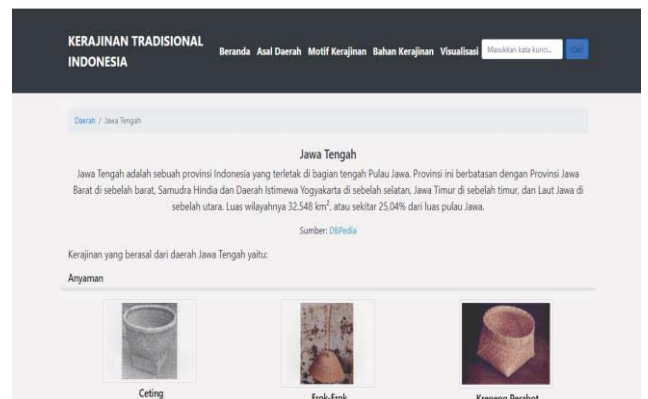 KERAJINAN TRADISIONAL
INDONESIA
Beranda Asal Daerah Motif Kerajinan Bahan Kerajinan Visualisasi Masukkan kata kunci... Cari
Daerah / Jawa Tengah
Jawa Tengah
Jawa Tengah adalah sebuah provinsi Indonesia yang terletak di bagian tengah Pulau Jawa. Provinsi ini berbatasan dengan Provinsi Jawa
Barat di sebelah barat, Samudra Hindia dan Daerah Istimewa Yogyakarta di sebelah selatan, Jawa Timur di sebelah timur, dan Laut Jawa di
sebelah utara. Luas wilayahnya 32.548 km², atau sekitar 25,04% dari luas pulau Jawa.
Sumber: DBPedia
Kerajinan yang berasal dari daerah Jawa Tengah yaitu:
Anyaman
Ceting Erok-Erok Kreneng Perabot